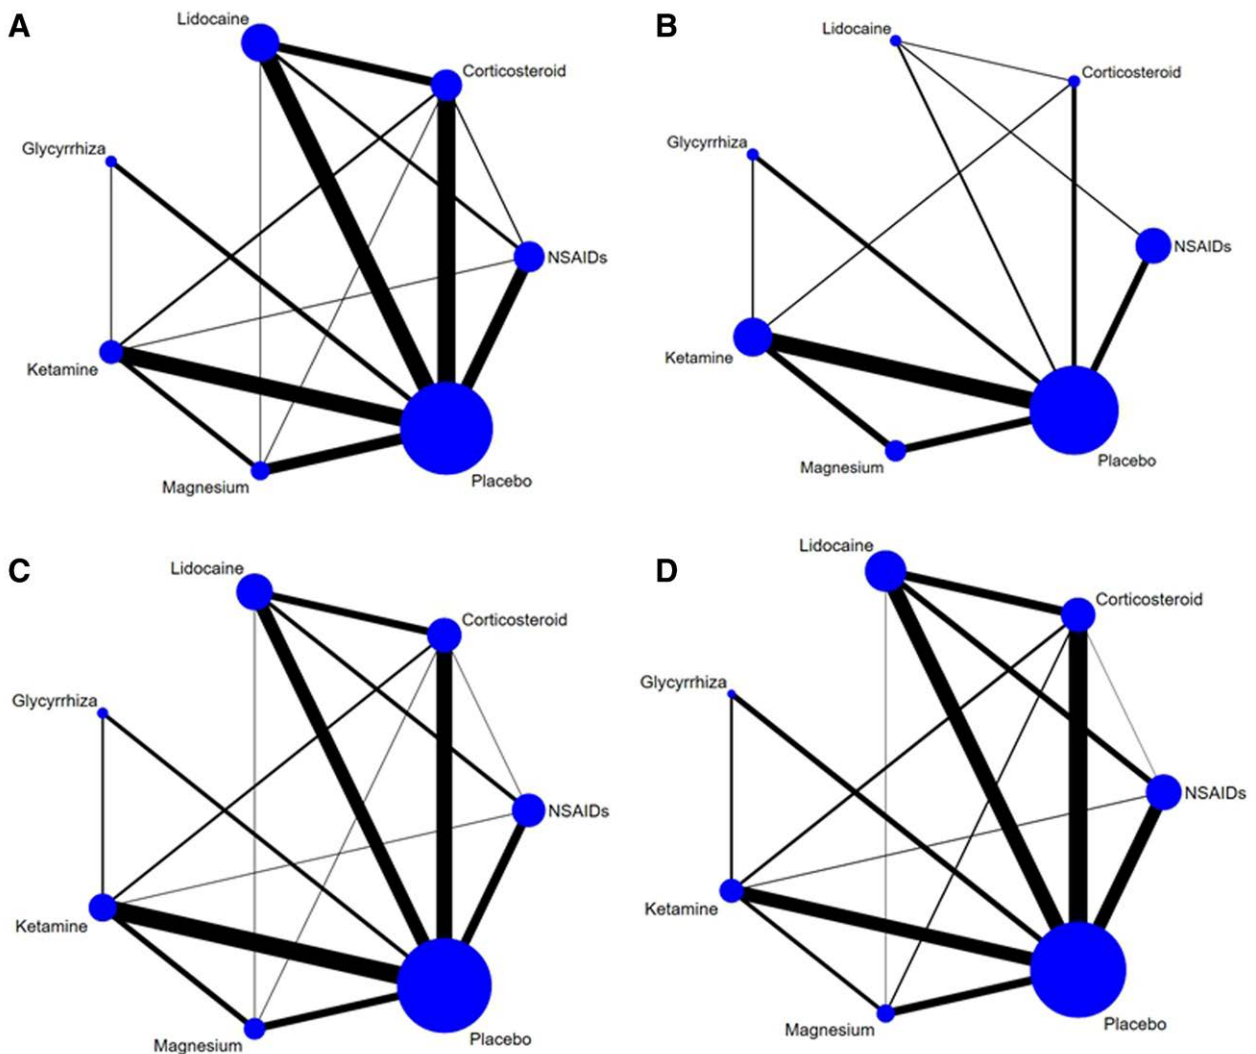 A
Lidocaine
Corticosteroid
Glycyrrhiza
NSAIDs
Ketamine
Magnesium
Placebo
B
Lidocaine
Corticosteroid
Glycyrrhiza
NSAIDs
Ketamine
Magnesium
Placebo
C
Lidocaine
Corticosteroid
Glycyrrhiza
NSAIDs
Ketamine
Magnesium
Placebo
D
Lidocaine
Corticosteroid
Glycyrrhiza
NSAIDs
Ketamine
Magnesium
Placebo